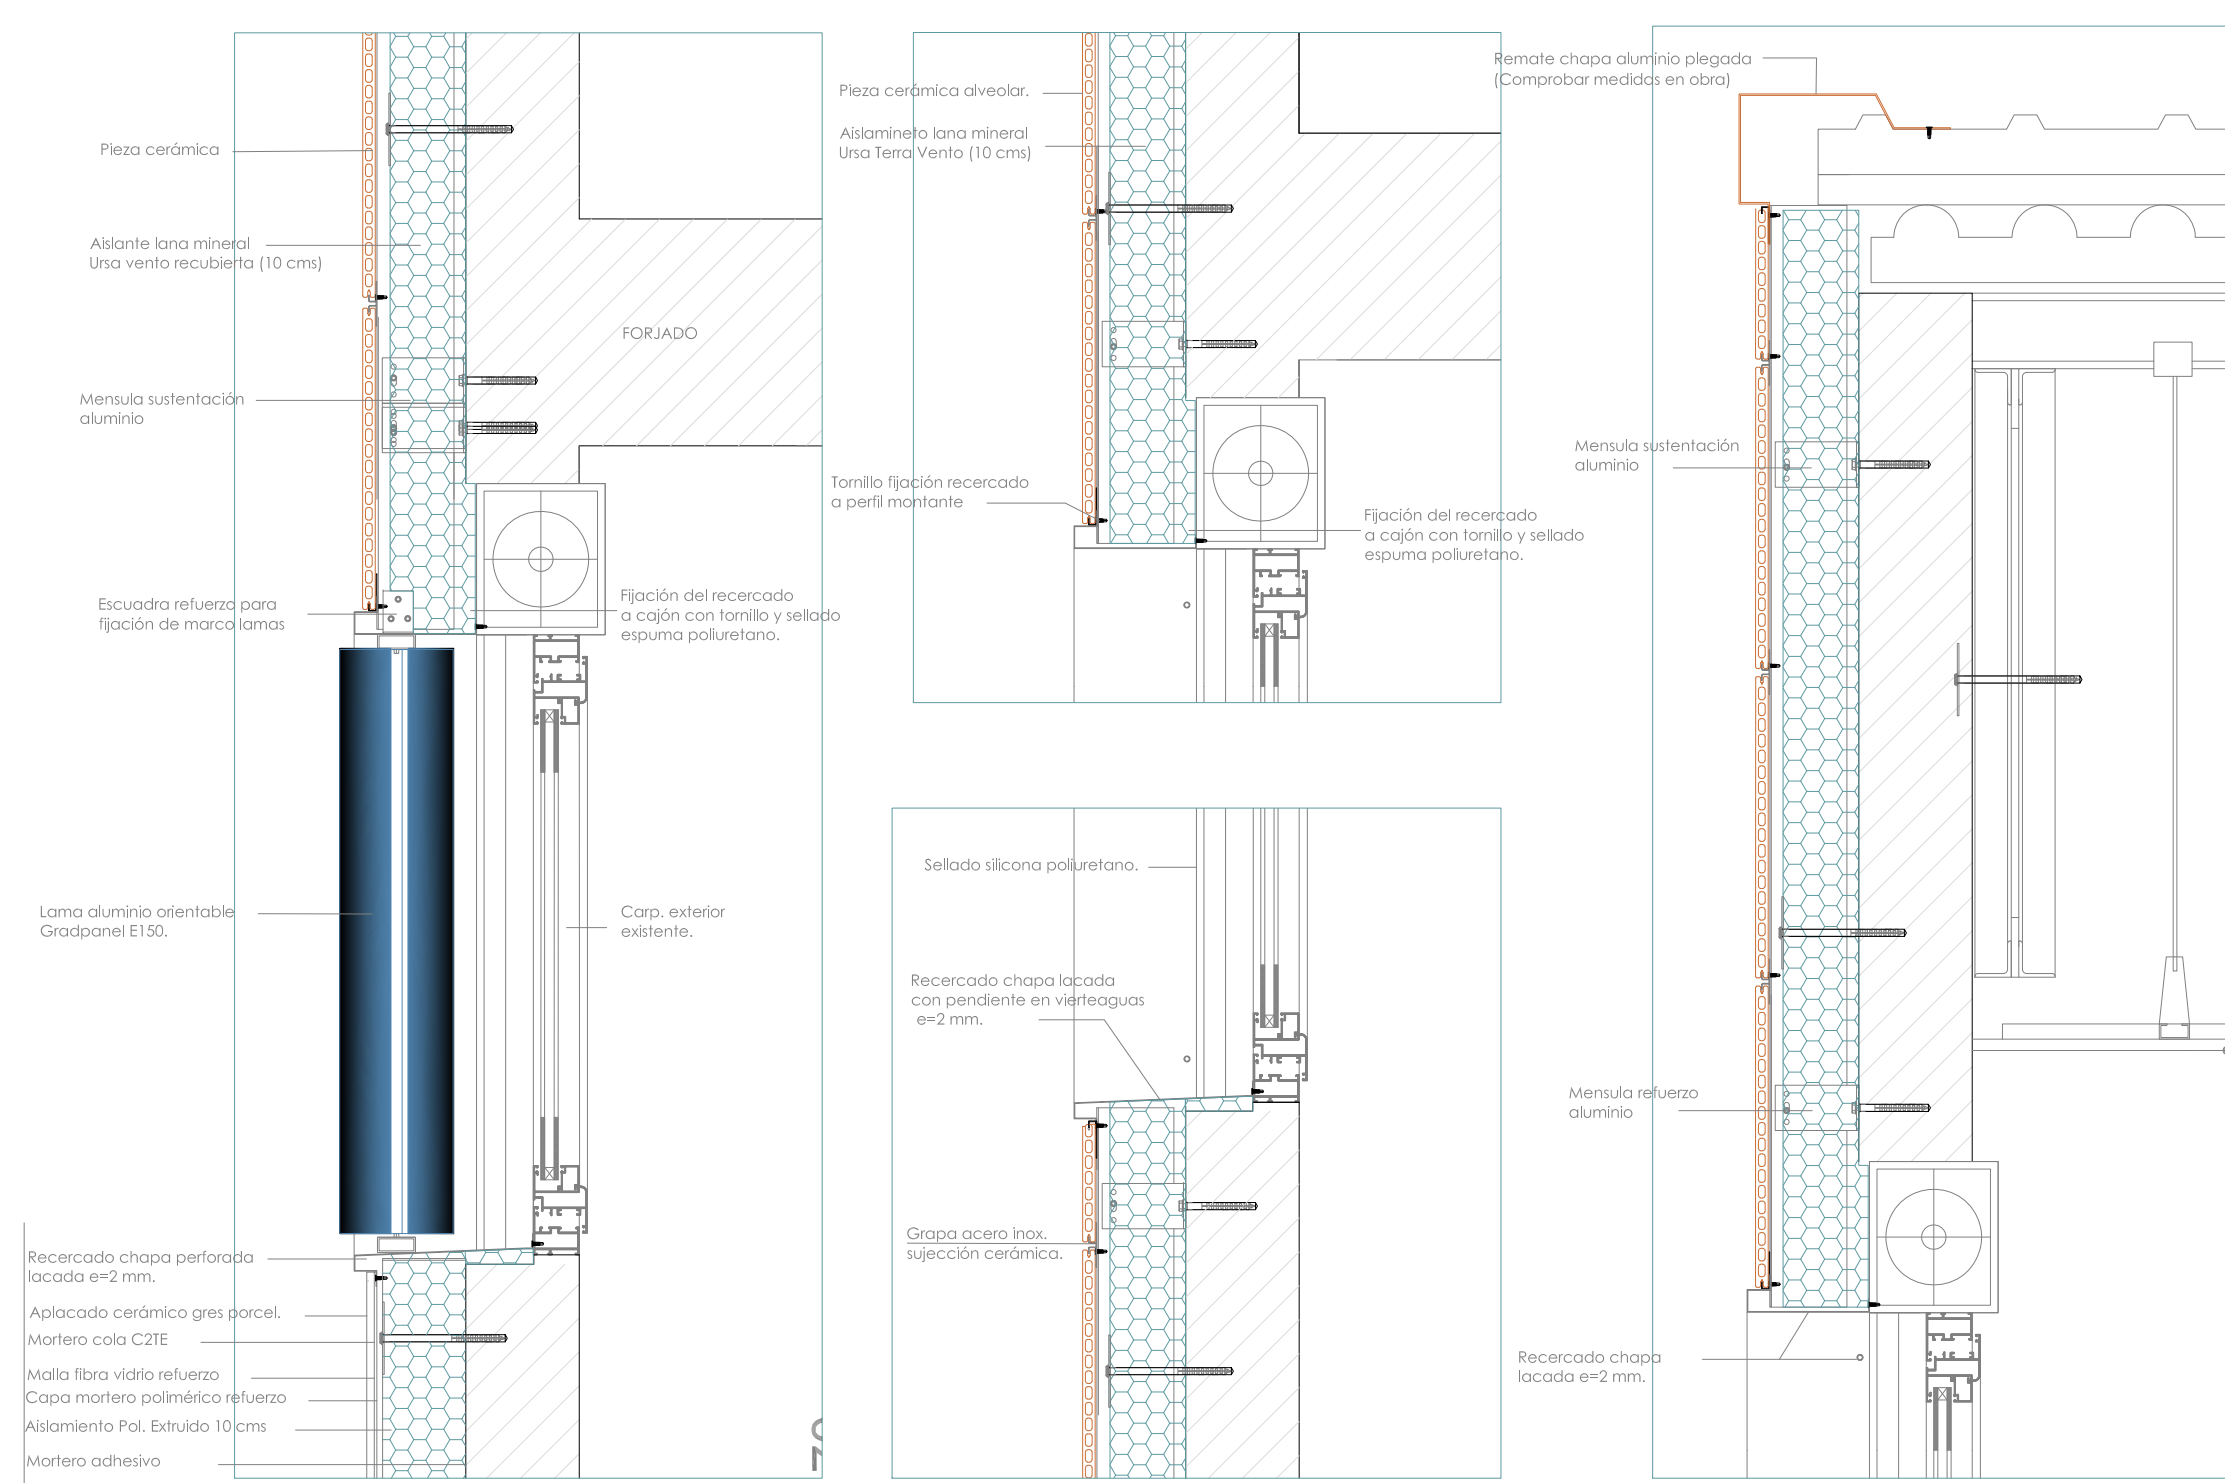 Pieza cerámica
Aislante lana mineral
Ursa vento recubierta (10 cms)
FORJADO
Mensula sustentación
aluminio
Escuadra refuerzo para
fijación de marco lamas
Fijación del recercado
a cajón con tornillo y sellado
espuma poliuretano.
Lama aluminio orientable
Gradpanel E150.
Carp. exterior
existente.
Recercado chapa perforada
lacada e=2 mm.
Aplacado cerámico gres porcel.
Mortero cola C2TE
Malla fibra vidrio refuerzo
Capa mortero polimérico refuerzo
Aislamiento Pol. Extruido 10 cms
Mortero adhesivo
Pieza cerámica alveolar.
Aislamineto lana mineral
Ursa Terra Vento (10 cms)
Tornillo fijación recercado
a perfil montante
Fijación del recercado
a cajón con tornillo y sellado
espuma poliuretano.
Sellado silicona poliuretano.
Recercado chapa lacada
con pendiente en vierteaguas
e=2 mm.
Grapa acero inox.
sujección cerámica.
Remate chapa aluminio plegada
(Comprobar medidas en obra)
Mensula sustentación
aluminio
Mensula refuerzo
aluminio
Recercado chapa
lacada e=2 mm.